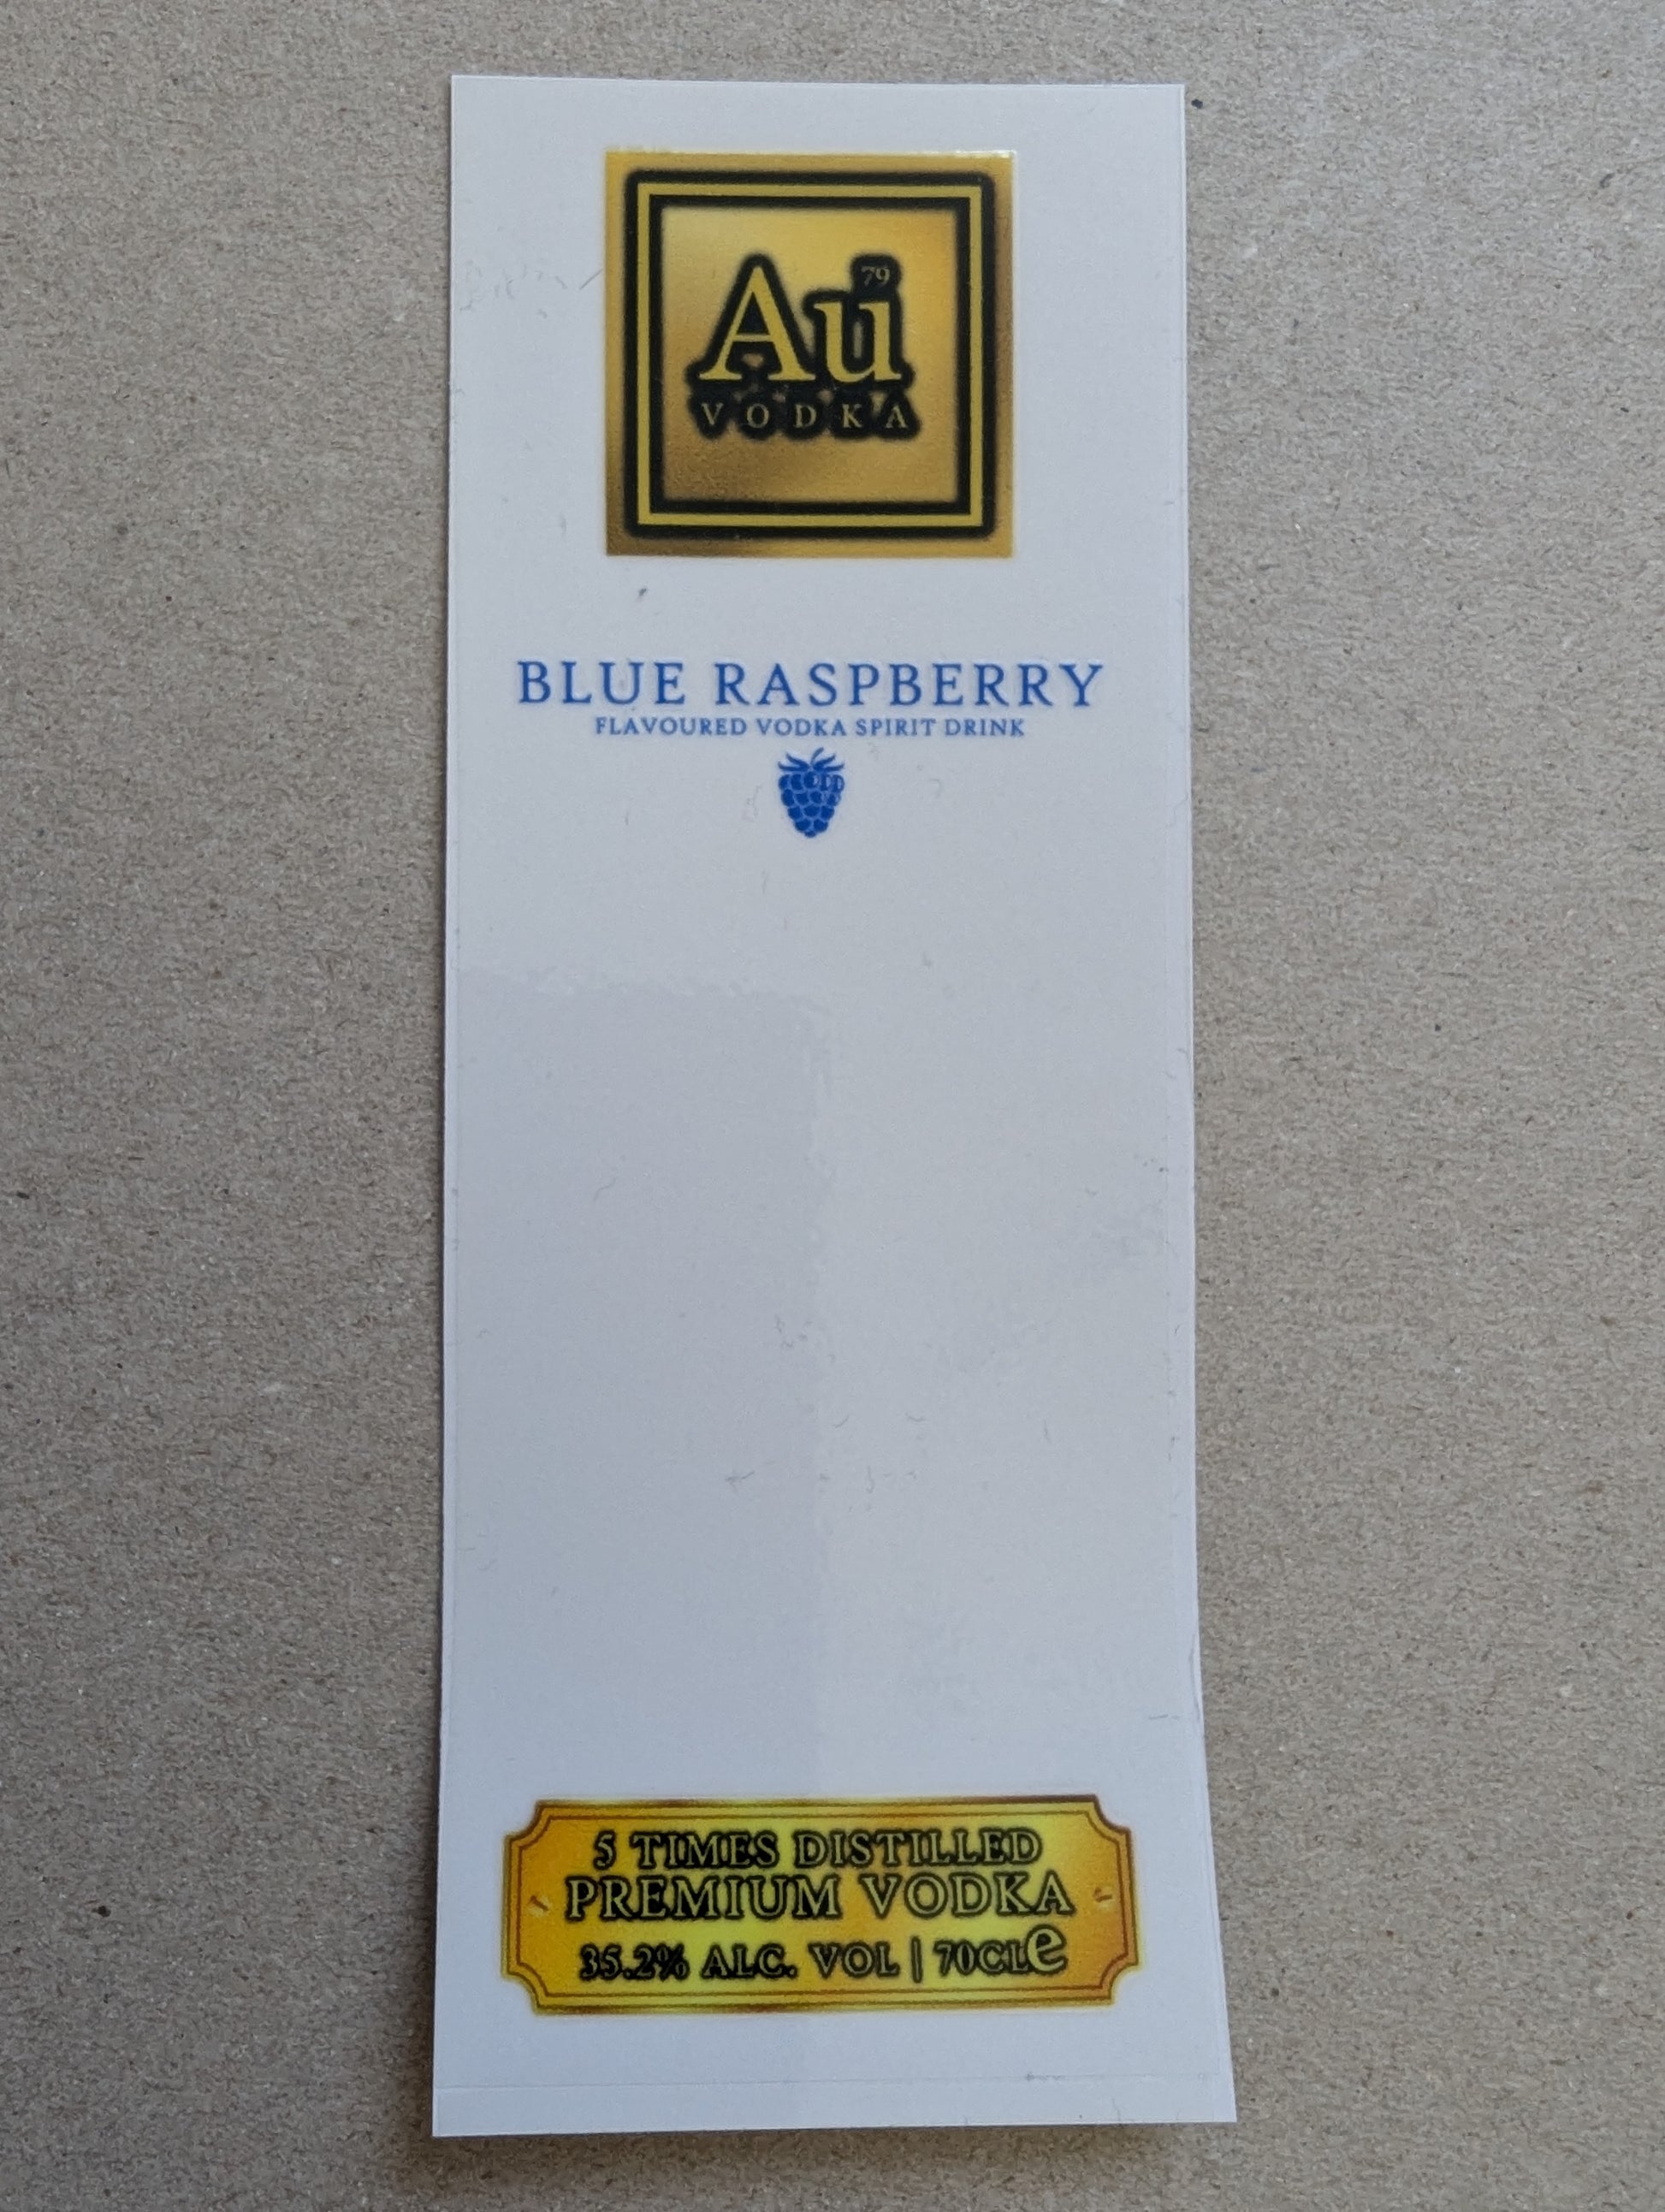 79
Au
VODKA
BLUE RASPBERRY
FLAVOURED VODKA SPIRIT DRINK
5 TIMES DISTILLED
PREMIUM VODKA
35.2% ALC. VOL | 70CLe